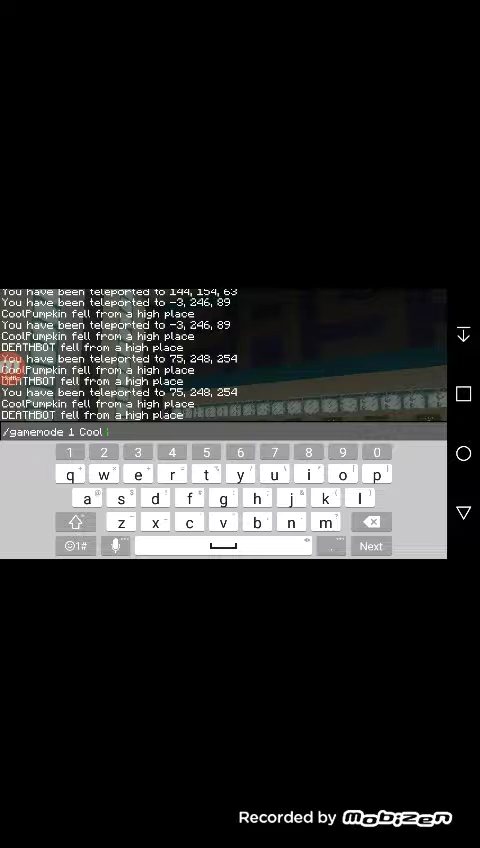 You have been teleported to 144, 154, 63
You have been teleported to -3, 246, 89
CoolPumpkin fell from a high place
You have been teleported to -3, 246, 89
CoolPumpkin fell from a high place
DEATHBOT fell from a high place
You have been teleported to 75, 248, 254
CoolPumpkin fell from a high place
DEATHBOT fell from a high place
You have been teleported to 75, 248, 254
CoolPumpkin fell from a high place
DEATHBOT fell from a high place
/gamemode 1 Cool
1 2 3 4 5 6 7 8 9 0
q w e r t y u i o p
a s d f g h j k l
z x c v b n m
☺1# . Next
Recorded by Mobizen